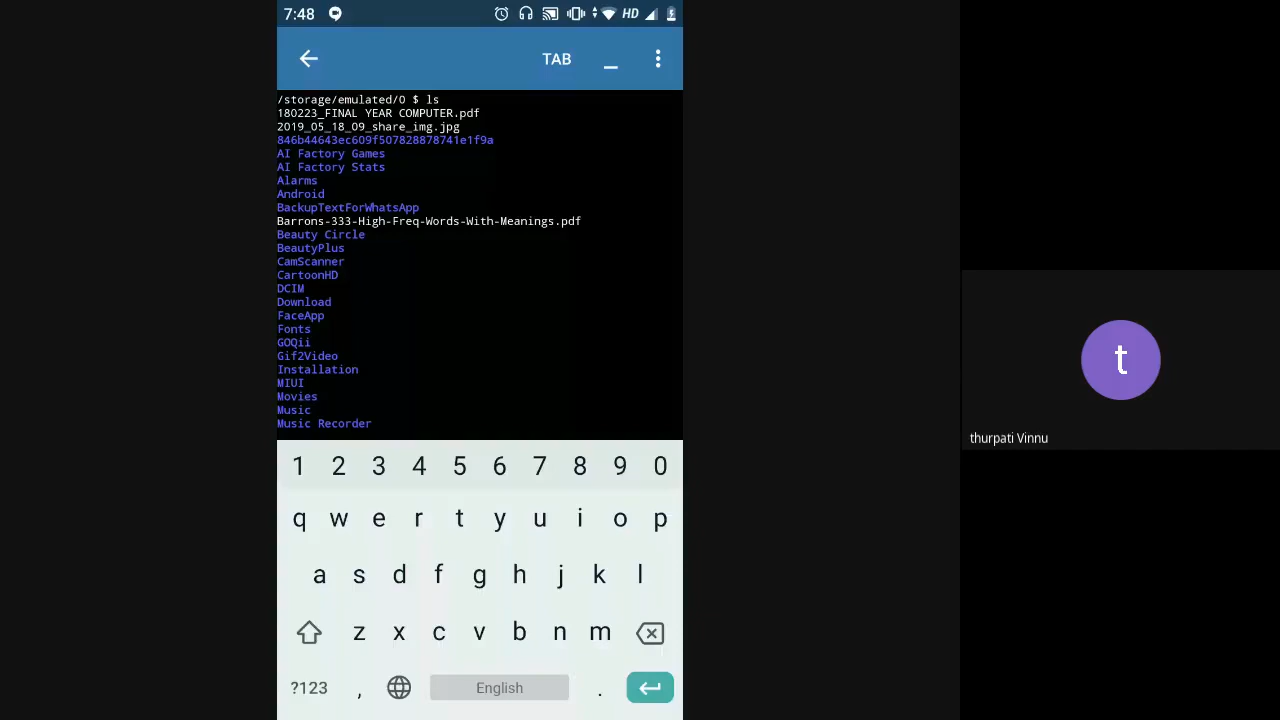 7:48
HD
TAB
/storage/emulated/0 $ ls
180223_FINAL YEAR COMPUTER.pdf
2019_05_18_09_share_img.jpg
846b44643ec609f507828878741e1f9a
AI Factory Games
AI Factory Stats
Alarms
Android
BackupTextForWhatsApp
Barrons-333-High-Freq-Words-With-Meanings.pdf
Beauty Circle
BeautyPlus
CamScanner
CartoonHD
DCIM
Download
FaceApp
Fonts
GOQii
Gif2Video
Installation
MIUI
Movies
Music
Music Recorder
1 2 3 4 5 6 7 8 9 0
q w e r t y u i o p
a s d f g h j k l
z x c v b n m
?123 , English .
t
thurpati Vinnu